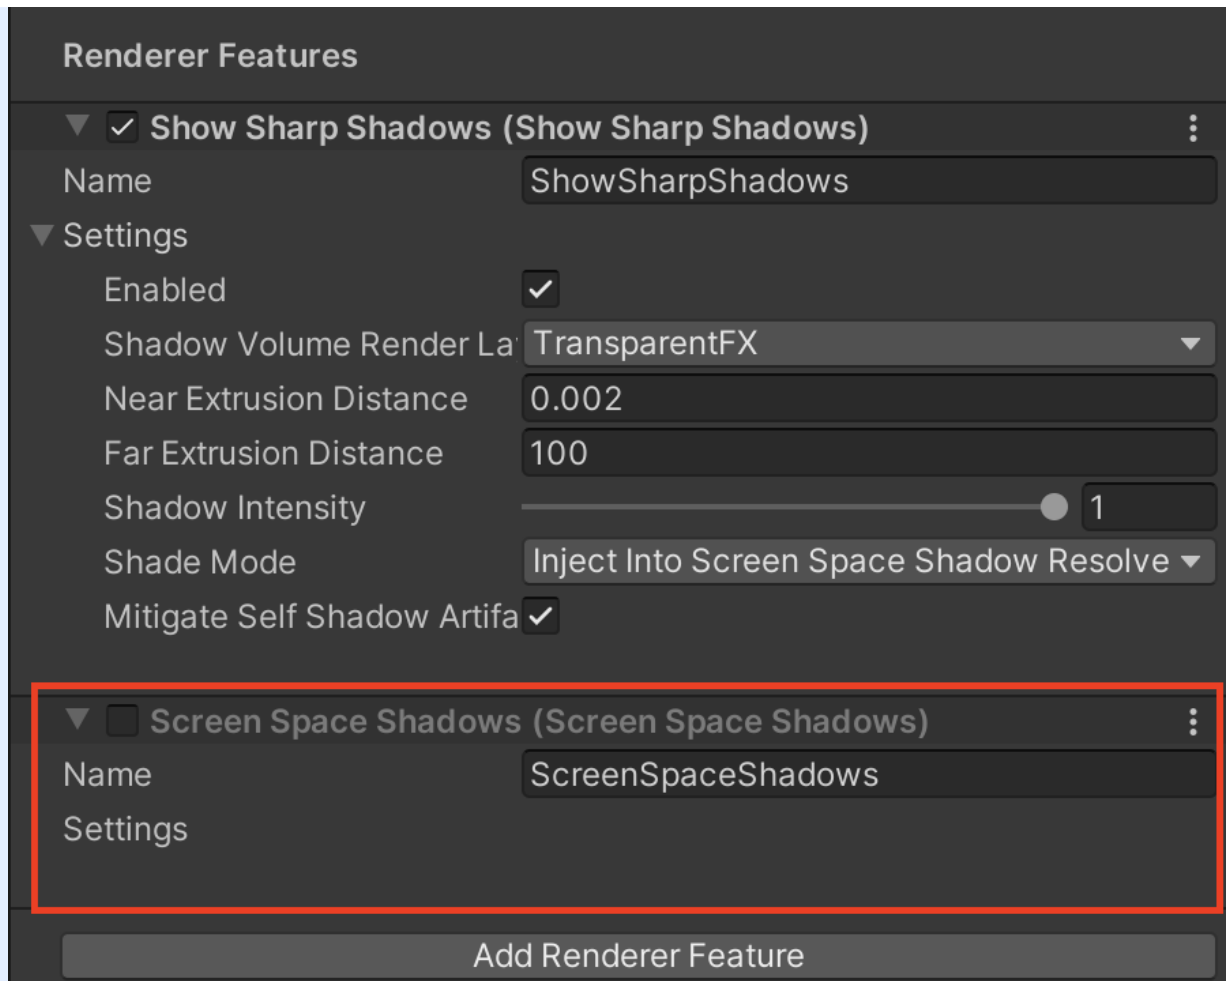 Renderer Features
Show Sharp Shadows (Show Sharp Shadows)
Name ShowSharpShadows
Settings
Enabled
Shadow Volume Render La TransparentFX
Near Extrusion Distance 0.002
Far Extrusion Distance 100
Shadow Intensity 1
Shade Mode Inject Into Screen Space Shadow Resolve
Mitigate Self Shadow Artifa
Screen Space Shadows (Screen Space Shadows)
Name ScreenSpaceShadows
Settings
Add Renderer Feature